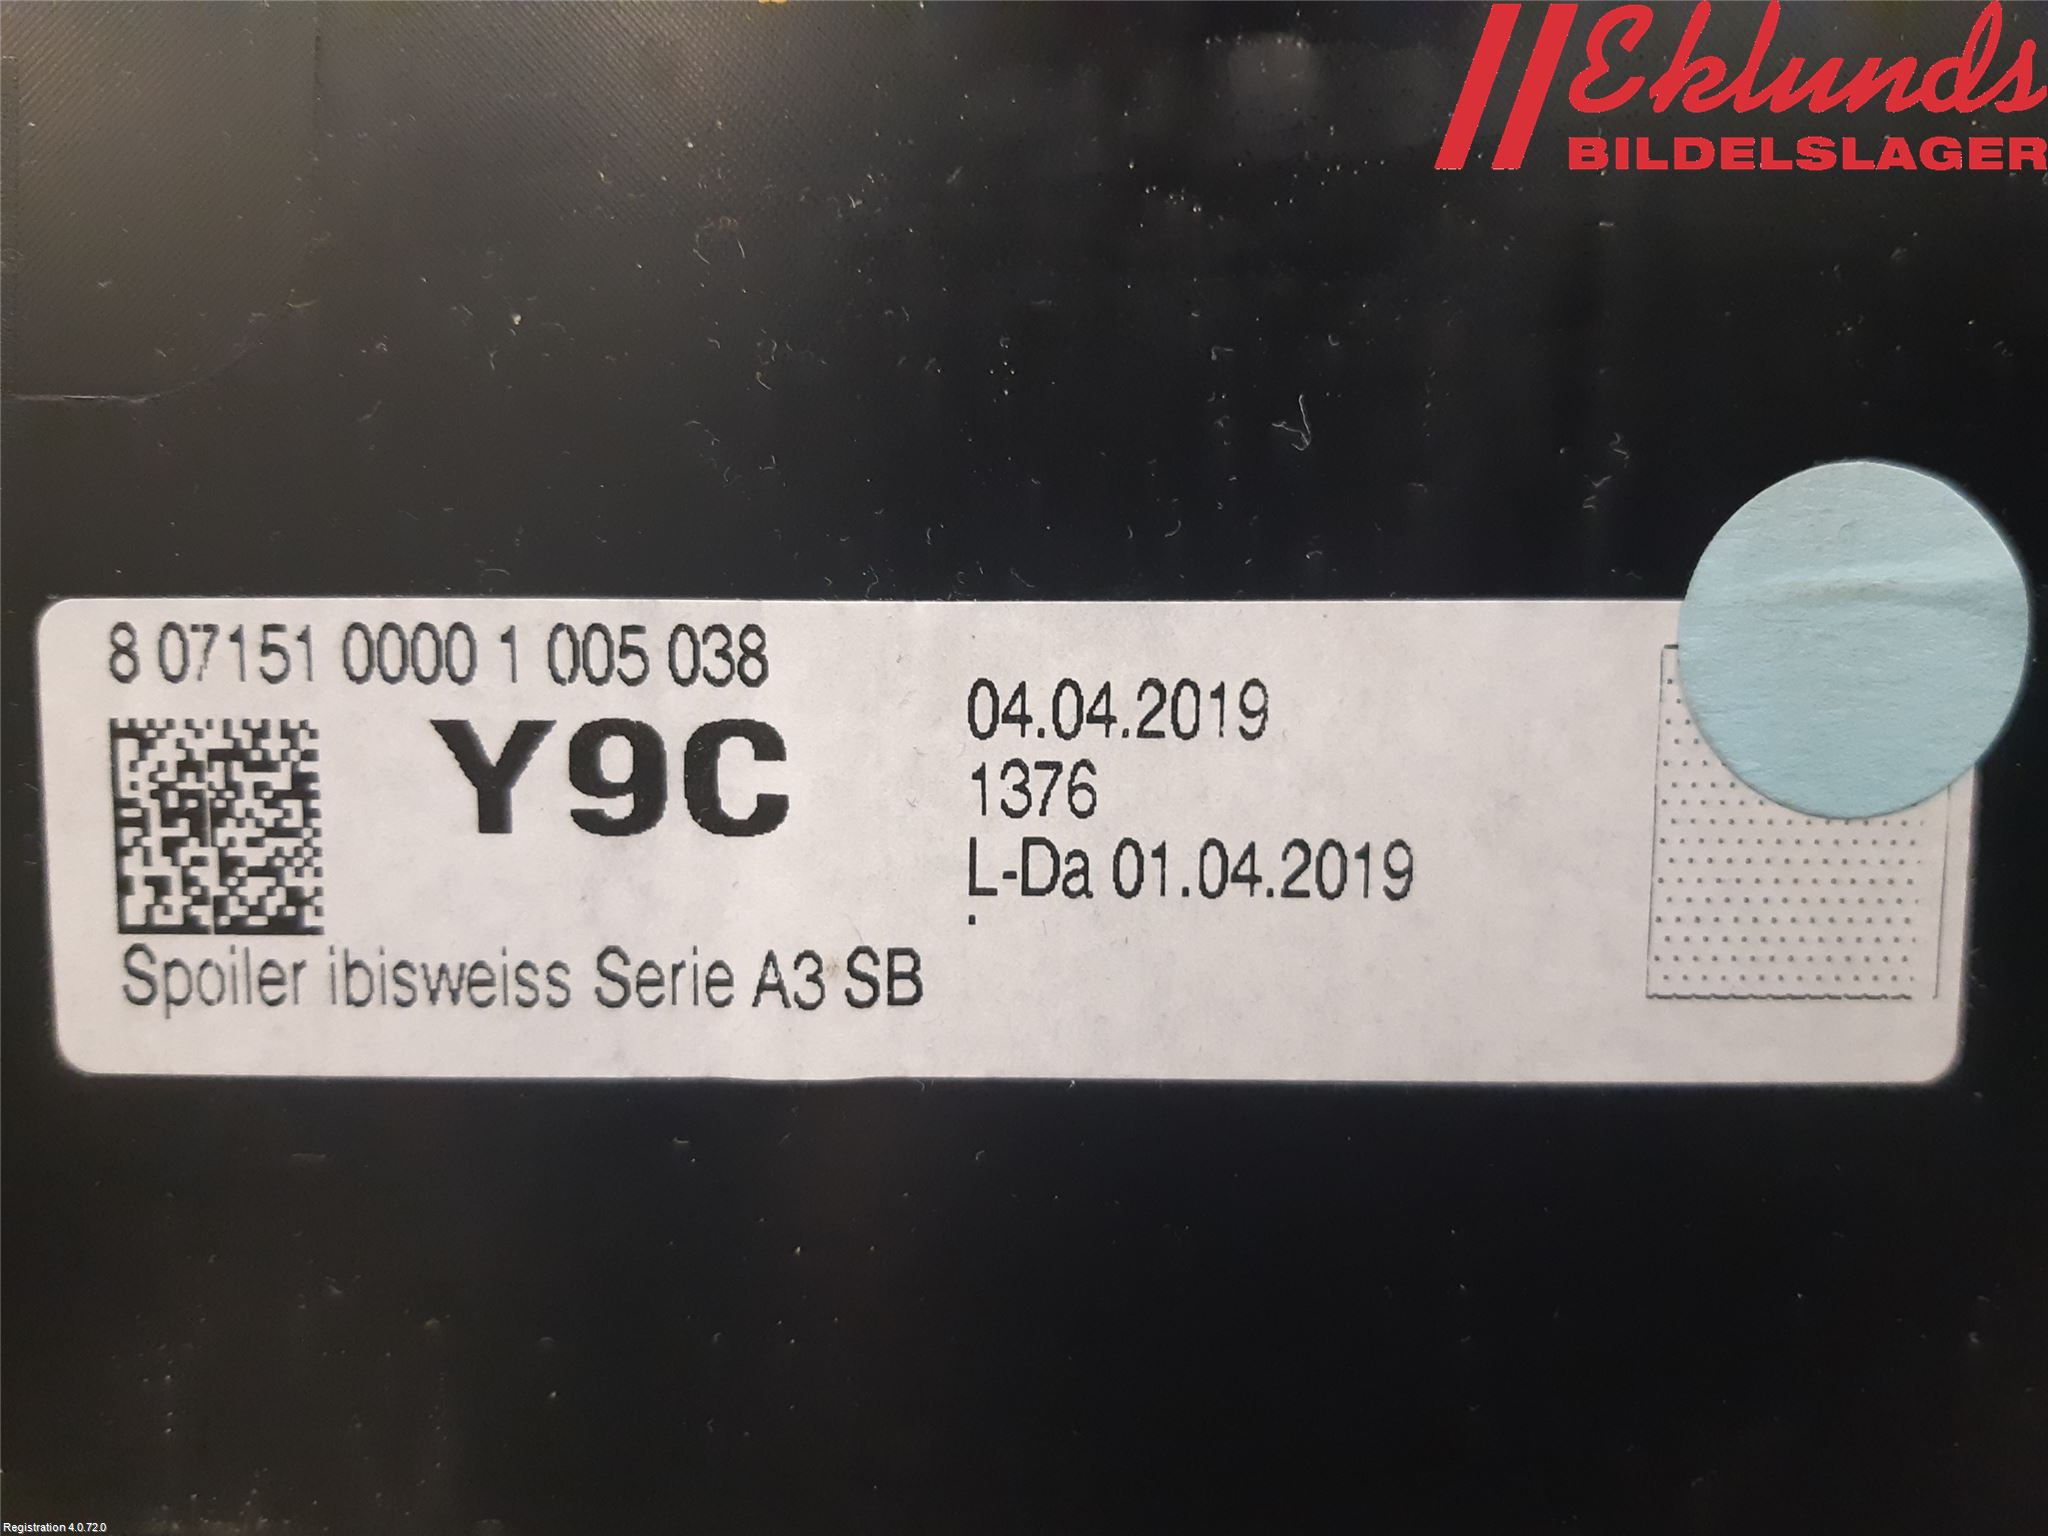 Eklunds
BILDELSLAGER
8 07151 0000 1 005 038
Y9C
04.04.2019
1376
L-Da 01.04.2019
.
Spoiler ibisweiss Serie A3 SB
Registration 4.0.72.0